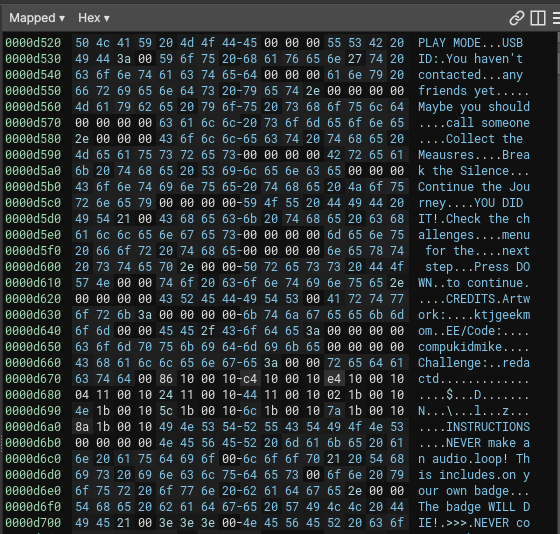 Mapped Hex
0000d520 50 4c 41 59 20 4d 4f 44-45 00 00 00 55 53 42 20 PLAY MODE...USB
0000d530 49 44 3a 00 59 6f 75 20-68 61 76 65 6e 27 74 20 ID:.You haven't
0000d540 63 6f 6e 74 61 63 74 65-64 00 00 00 61 6e 79 20 contacted...any
0000d550 66 72 69 65 6e 64 73 20-79 65 74 2e 00 00 00 00 friends yet.....
0000d560 4d 61 79 62 65 20 79 6f-75 20 73 68 6f 75 6c 64 Maybe you should
0000d570 00 00 00 00 63 61 6c 6c-20 73 6f 6d 65 6f 6e 65 ....call someone
0000d580 2e 00 00 00 43 6f 6c 6c-65 63 74 20 74 68 65 20 ....Collect the
0000d590 4d 65 61 75 73 72 65 73-00 00 00 00 42 72 65 61 Meausres....Brea
0000d5a0 6b 20 74 68 65 20 53 69-6c 65 6e 63 65 00 00 00 k the Silence...
0000d5b0 43 6f 6e 74 69 6e 75 65-20 74 68 65 20 4a 6f 75 Continue the Jou
0000d5c0 72 6e 65 79 00 00 00 00-59 4f 55 20 44 49 44 20 rney....YOU DID
0000d5d0 49 54 21 00 43 68 65 63-6b 20 74 68 65 20 63 68 IT!.Check the ch
0000d5e0 61 6c 6c 65 6e 67 65 73-00 00 00 00 6d 65 6e 75 allenges....menu
0000d5f0 20 66 6f 72 20 74 68 65-00 00 00 00 6e 65 78 74 for the....next
0000d600 20 73 74 65 70 2e 00 00-50 72 65 73 73 20 44 4f step...Press DO
0000d610 57 4e 00 00 74 6f 20 63-6f 6e 74 69 6e 75 65 2e WN..to continue.
0000d620 00 00 00 00 43 52 45 44-49 54 53 00 41 72 74 77 ....CREDITS.Artw
0000d630 6f 72 6b 3a 00 00 00 00-6b 74 6a 67 65 65 6b 6d ork:....ktjgeekm
0000d640 6f 6d 00 00 45 45 2f 43-6f 64 65 3a 00 00 00 00 om..EE/Code:....
0000d650 63 6f 6d 70 75 6b 69 64-6d 69 6b 65 00 00 00 00 compukidmike....
0000d660 43 68 61 6c 6c 65 6e 67-65 3a 00 00 72 65 64 61 Challenge:..reda
0000d670 63 74 64 00 86 10 00 10-c4 10 00 10 e4 10 00 10 ctd.............
0000d680 04 11 00 10 24 11 00 10-44 11 00 10 02 1b 00 10 ....$...D.......
0000d690 4e 1b 00 10 5c 1b 00 10-6c 1b 00 10 7a 1b 00 10 N...\...l...z...
0000d6a0 8a 1b 00 10 49 4e 53 54-52 55 43 54 49 4f 4e 53 ....INSTRUCTIONS
0000d6b0 00 00 00 00 4e 45 56 45-52 20 6d 61 6b 65 20 61 ....NEVER make a
0000d6c0 6e 20 61 75 64 69 6f 00-6c 6f 6f 70 21 20 54 68 n audio.loop! Th
0000d6d0 69 73 20 69 6e 63 6c 75-64 65 73 00 6f 6e 20 79 is includes.on y
0000d6e0 6f 75 72 20 6f 77 6e 20-62 61 64 67 65 2e 00 00 our own badge...
0000d6f0 54 68 65 20 62 61 64 67-65 20 57 49 4c 4c 20 44 The badge WILL D
0000d700 49 45 21 00 3e 3e 3e 00-4e 45 56 45 52 20 63 6f IE!.>>>.NEVER co